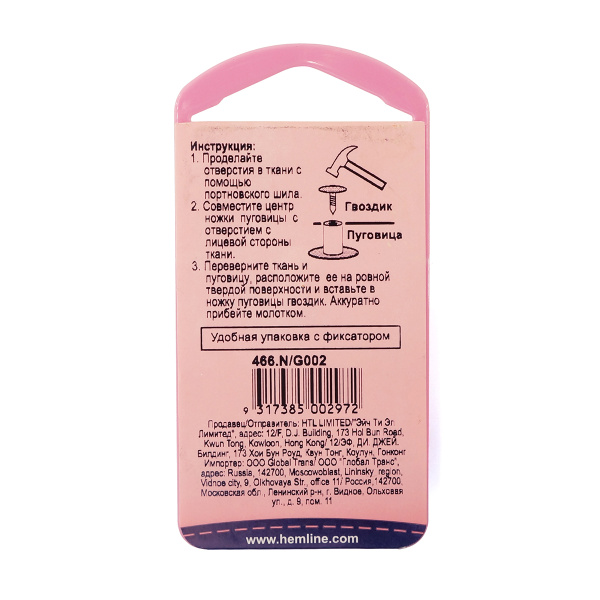 Инструкция:
1. Проделайте
отверстия в ткани с
помощью
портновского шила.
2. Совместите центр
ножки пуговицы с
отверстием с
лицевой стороны
ткани.
Гвоздик
Пуговица
3. Переверните ткань и
пуговицу, расположите ее на ровной
твердой поверхности и вставьте в
ножку пуговицы гвоздик. Аккуратно
прибейте молотком.
Удобная упаковка с фиксатором
466.N/G002
9 317385 002972
Продавец/Отправитель: HTL LIMITED/"Эйч Ти Эл
Лимитед", адрес: 12/F, D.J. Building, 173 Hoi Bun Road,
Kwun Tong, Kowloon, Hong Kong/ 12/ЭФ, ДИ. ДЖЕЙ.
Билдинг, 173 Хои Бун Роуд, Квун Тонг, Коулун, Гонконг
Импортер: ООО Global Trans/ ООО "Глобал Транс",
адрес: Russia, 142700, Moscowoblast, Lininsky region,
Vidnoe city, 9, Olkhovaya Str., office 11/ Россия,142700,
Московская обл., Ленинский р-н, г. Видное, Ольховая
ул., д. 9, пом. 11
www.hemline.com